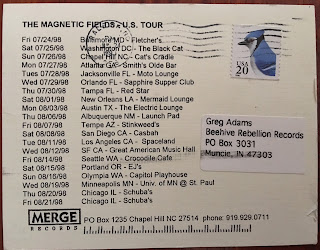 THE MAGNETIC FIELDS - U.S. TOUR
Fri 07/24/98 Baltimore MD - Fletcher's
Sat 07/25/98 Washington DC - The Black Cat
Sun 07/26/98 Chapel Hill NC - Cat's Cradle
Mon 07/27/98 Atlanta GA - Smith's Olde Bar
Tues 07/28/98 Jacksonville FL - Moto Lounge
Wed 07/29/98 Orlando FL - Sapphire Supper Club
Thu 07/30/98 Tampa FL - Red Star
Sat 08/01/98 New Orleans LA - Mermaid Lounge
Mon 08/03/98 Austin TX - The Electric Lounge
Thu 08/06/98 Albuquerque NM - Launch Pad
Fri 08/07/98 Tempe AZ - Stinkweed's
Sat 08/08/98 San Diego CA - Casbah
Tue 08/11/98 Los Angeles CA - Spaceland
Wed 08/12/98 SF CA - Great American Music Hall
Fri 08/14/98 Seattle WA - Crocodile Cafe
Sat 08/15/98 Portland OR - EJ's
Sun 08/16/98 Olympia WA - Capitol Playhouse
Wed 08/19/98 Minneapolis MN - Univ. of MN @ St. Paul
Thu 08/20/98 Chicago IL - Schuba's
Fri 08/21/98 Chicago IL - Schuba's
USA
20
Greg Adams
Beehive Rebellion Records
PO Box 3031
Muncie, IN 47303
MERGE
RECORDS
PO Box 1235 Chapel Hill NC 27514 phone: 919.929.0711